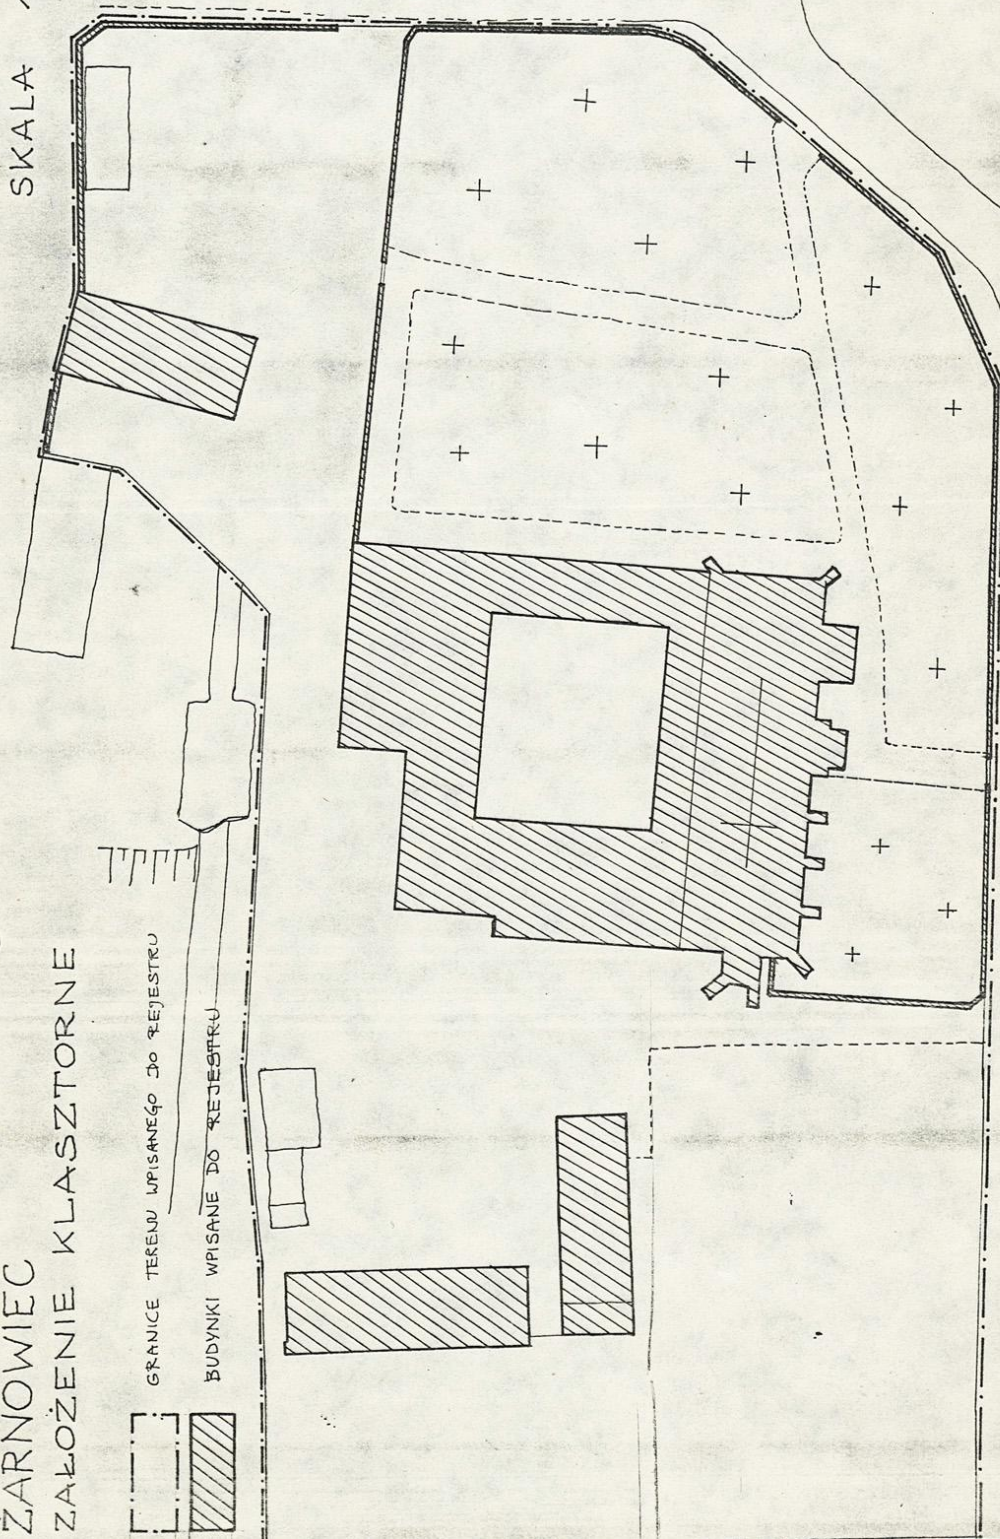 ŻARNOWIEC
ZAŁOŻENIE KLASZTORNE
SKALA
GRANICE TERENU WPISANEGO DO REJESTRU
BUDYNKI WPISANE DO REJESTRU